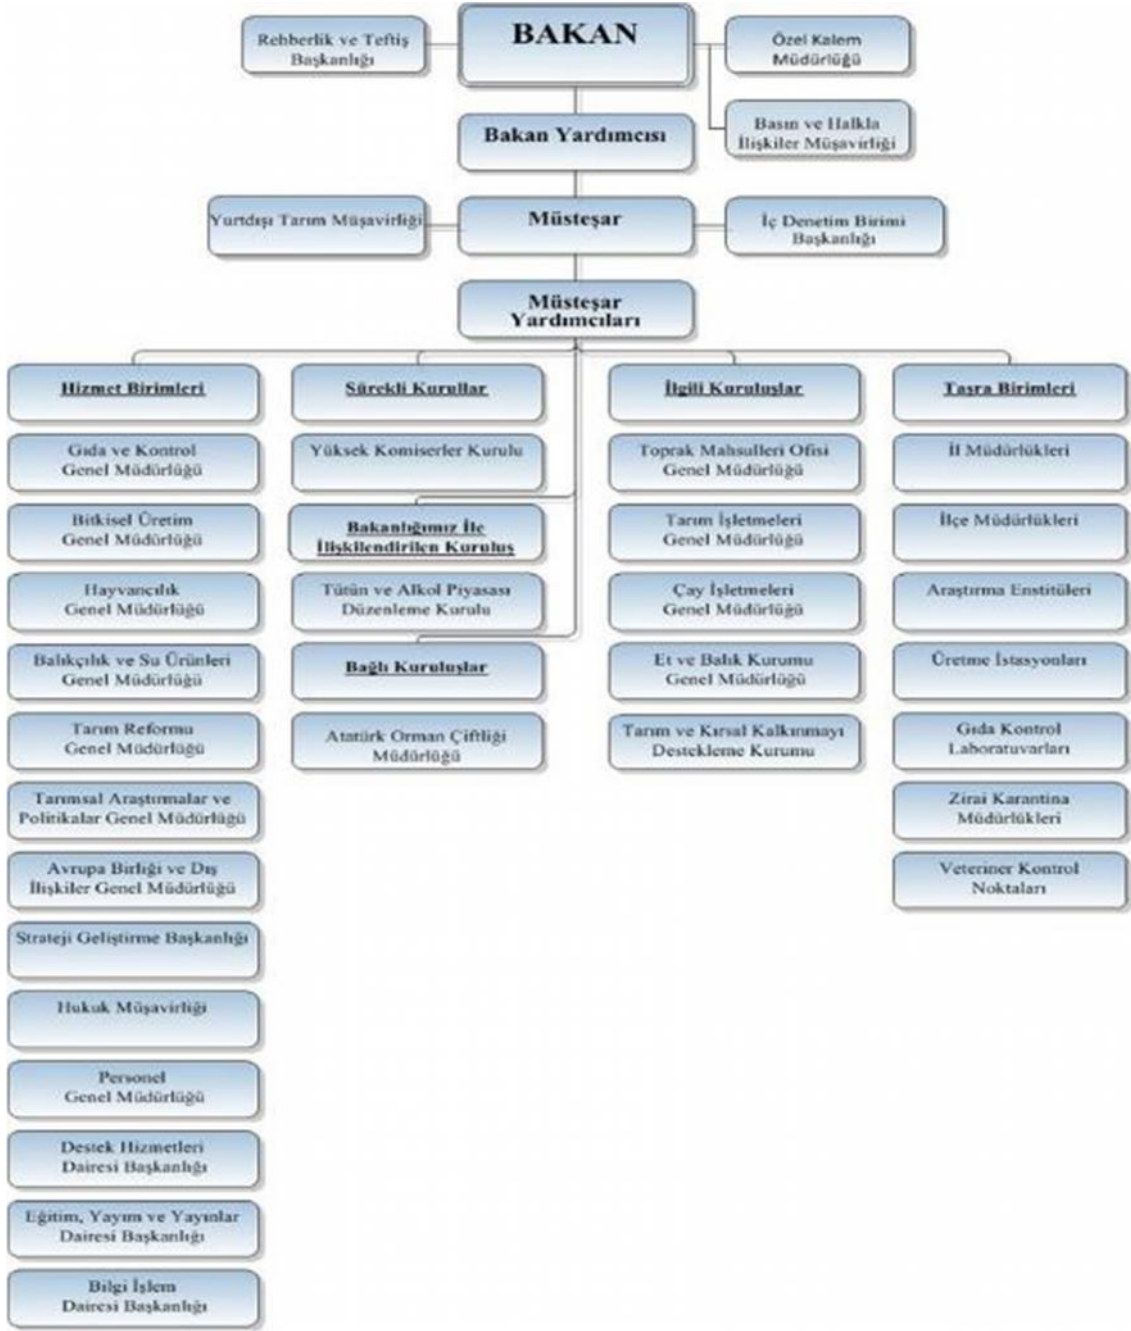 BAKAN
Rehberlik ve Teftiş
Başkanlığı
Özel Kalem
Müdürlüğü
Basın ve Halkla
İlişkiler Müşavirliği
Bakan Yardımcısı
Yurtdışı Tarım Müşavirliği
Müsteşar
İç Denetim Birimi
Başkanlığı
Müsteşar
Yardımcıları
Hizmet Birimleri
Gıda ve Kontrol
Genel Müdürlüğü
Bitkisel Üretim
Genel Müdürlüğü
Hayvancılık
Genel Müdürlüğü
Balıkçılık ve Su Ürünleri
Genel Müdürlüğü
Tarım Reformu
Genel Müdürlüğü
Tarımsal Araştırmalar ve
Politikalar Genel Müdürlüğü
Avrupa Birliği ve Dış
İlişkiler Genel Müdürlüğü
Strateji Geliştirme Başkanlığı
Hukuk Müşavirliği
Personel
Genel Müdürlüğü
Destek Hizmetleri
Dairesi Başkanlığı
Eğitim, Yayım ve Yayınlar
Dairesi Başkanlığı
Bilgi İşlem
Dairesi Başkanlığı
Sürekli Kurullar
Yüksek Komiserler Kurulu
Bakanlığımız İle
İlişkilendirilen Kuruluş
Tütün ve Alkol Piyasası
Düzenleme Kurulu
Bağlı Kuruluşlar
Atatürk Orman Çiftliği
Müdürlüğü
İlgili Kuruluşlar
Toprak Mahsulleri Ofisi
Genel Müdürlüğü
Tarım İşletmeleri
Genel Müdürlüğü
Çay İşletmeleri
Genel Müdürlüğü
Et ve Balık Kurumu
Genel Müdürlüğü
Tarım ve Kırsal Kalkınmayı
Destekleme Kurumu
Taşra Birimleri
İl Müdürlükleri
İlçe Müdürlükleri
Araştırma Enstitüleri
Üretme İstasyonları
Gıda Kontrol
Laboratuvarları
Zirai Karantina
Müdürlükleri
Veteriner Kontrol
Noktaları